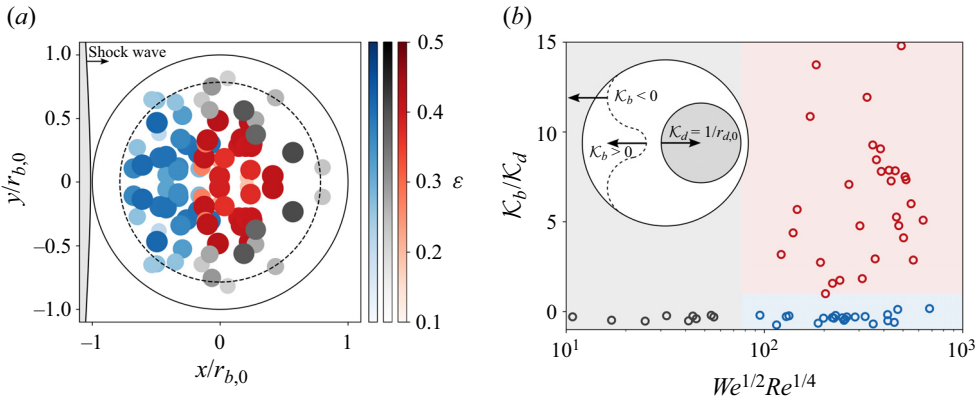 (a)
(b)
Shock wave
1.0
0.5
0
–0.5
–1.0
y/r_{b,0}
–1
0
1
x/r_{b,0}
0.5
0.4
0.3
0.2
0.1
ε
15
10
5
0
𝒦_b/𝒦_d
𝒦_b < 0
𝒦_b > 0
𝒦_d = 1/r_{d,0}
10^1
10^2
10^3
We^{1/2}Re^{1/4}